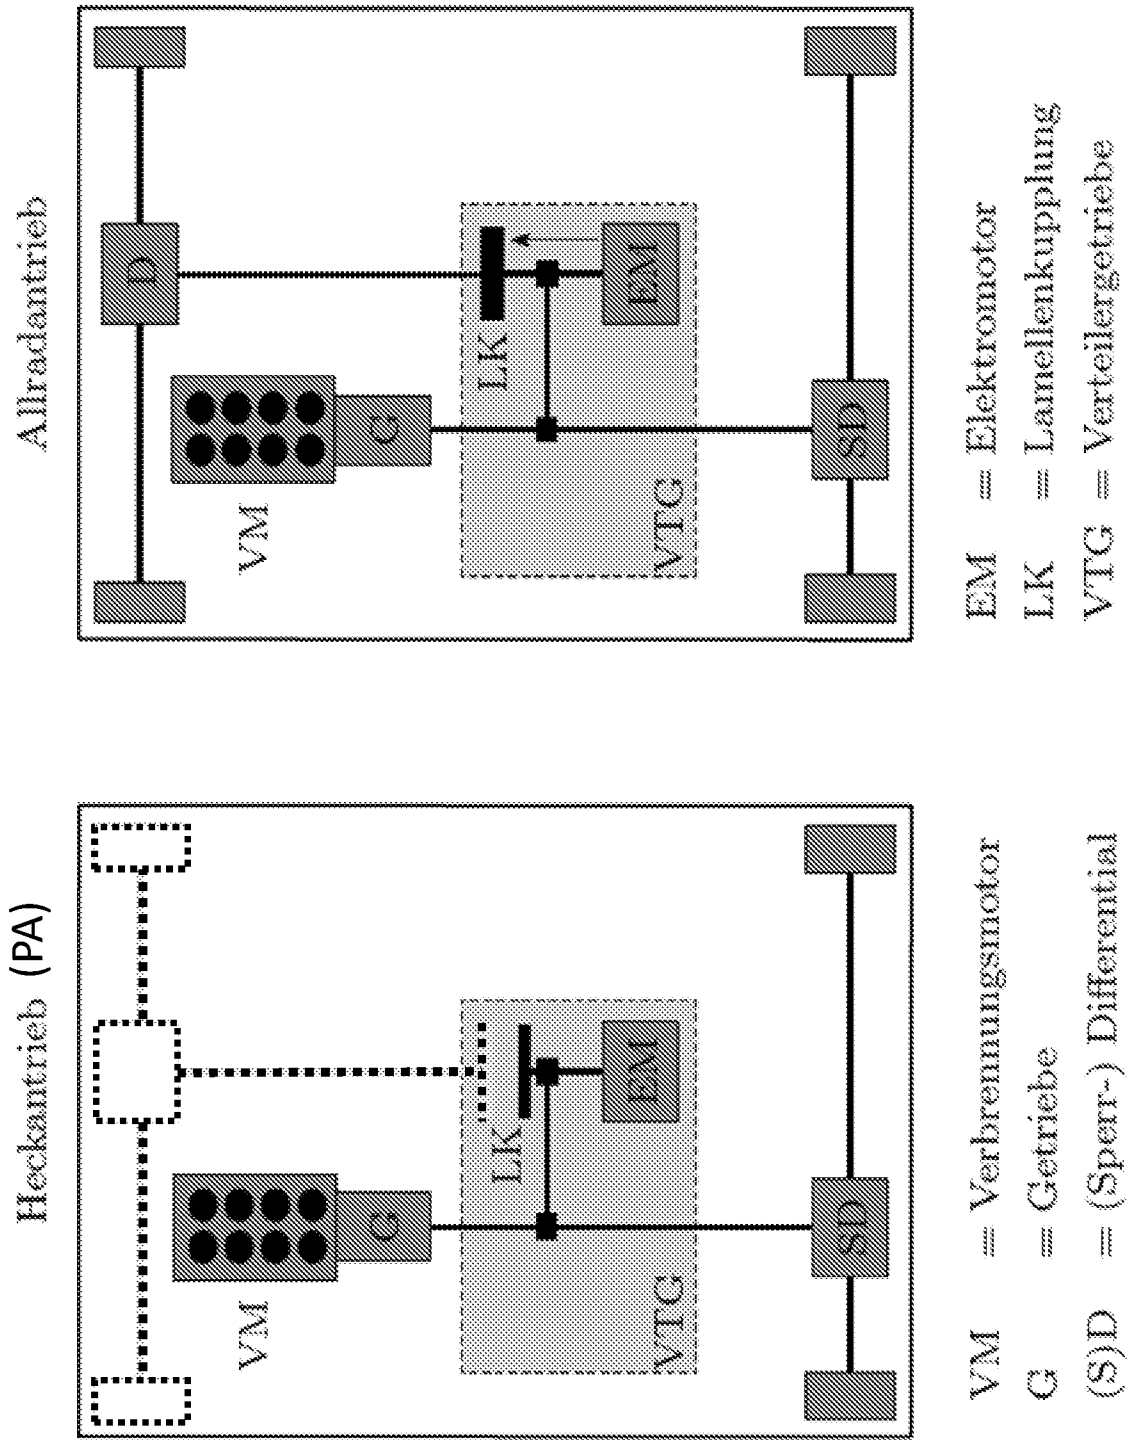 Heckantrieb (PA)
VM
G
LK
EM
VTG
SD
VM = Verbrennungsmotor
G = Getriebe
(S)D = (Sperr-) Differential
Allradantrieb
D
VM
G
LK
EM
VTG
SD
EM = Elektromotor
LK = Lamellenkupplung
VTG = Verteilergetriebe